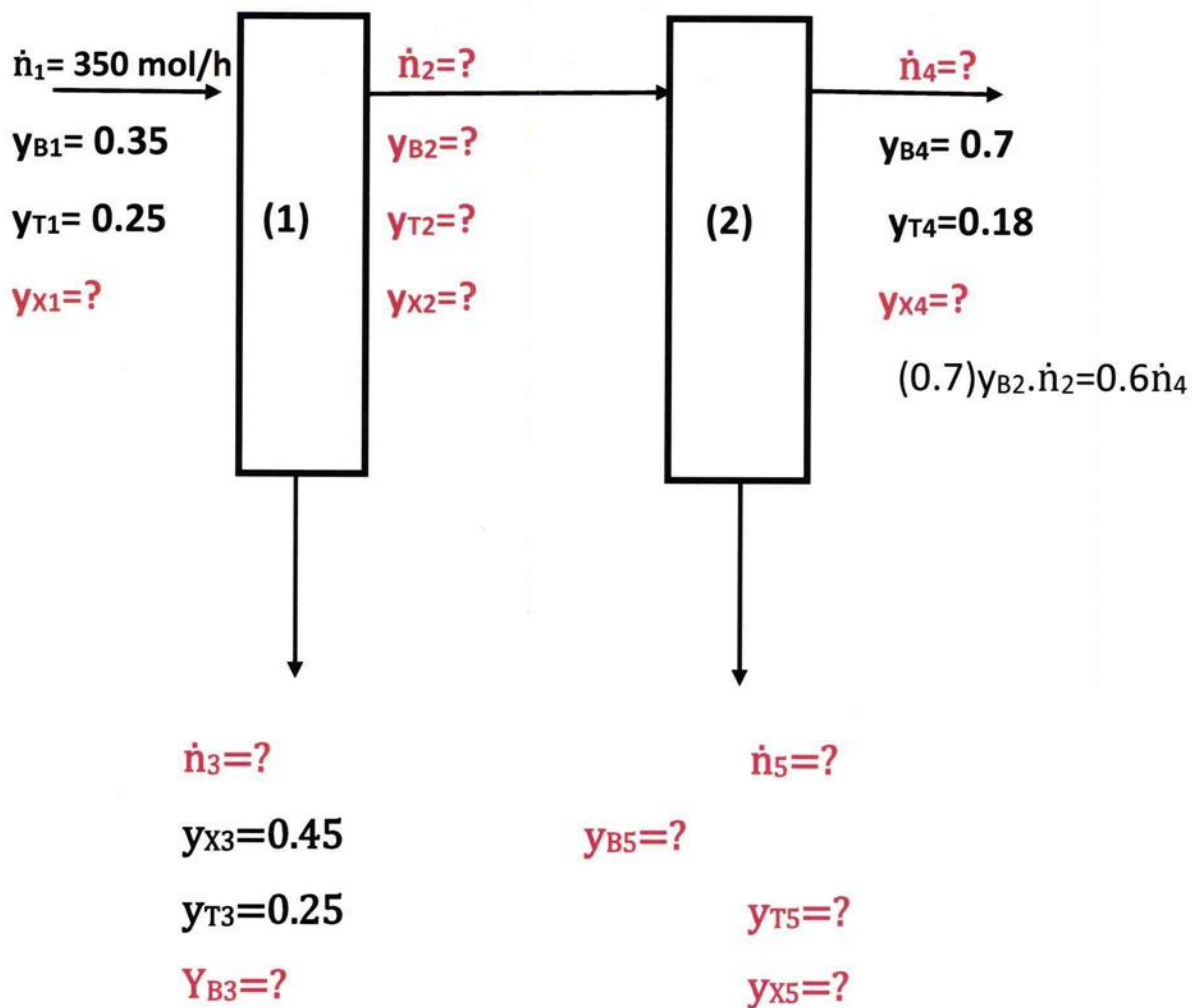 ṅ1= 350 mol/h
yB1= 0.35
yT1= 0.25
yX1=?
(1)
ṅ2=?
yB2=?
yT2=?
yX2=?
(2)
ṅ4=?
yB4= 0.7
yT4=0.18
yX4=?
(0.7)yB2.ṅ2=0.6ṅ4
ṅ3=?
yX3=0.45
yT3=0.25
YB3=?
ṅ5=?
yB5=?
yT5=?
yX5=?